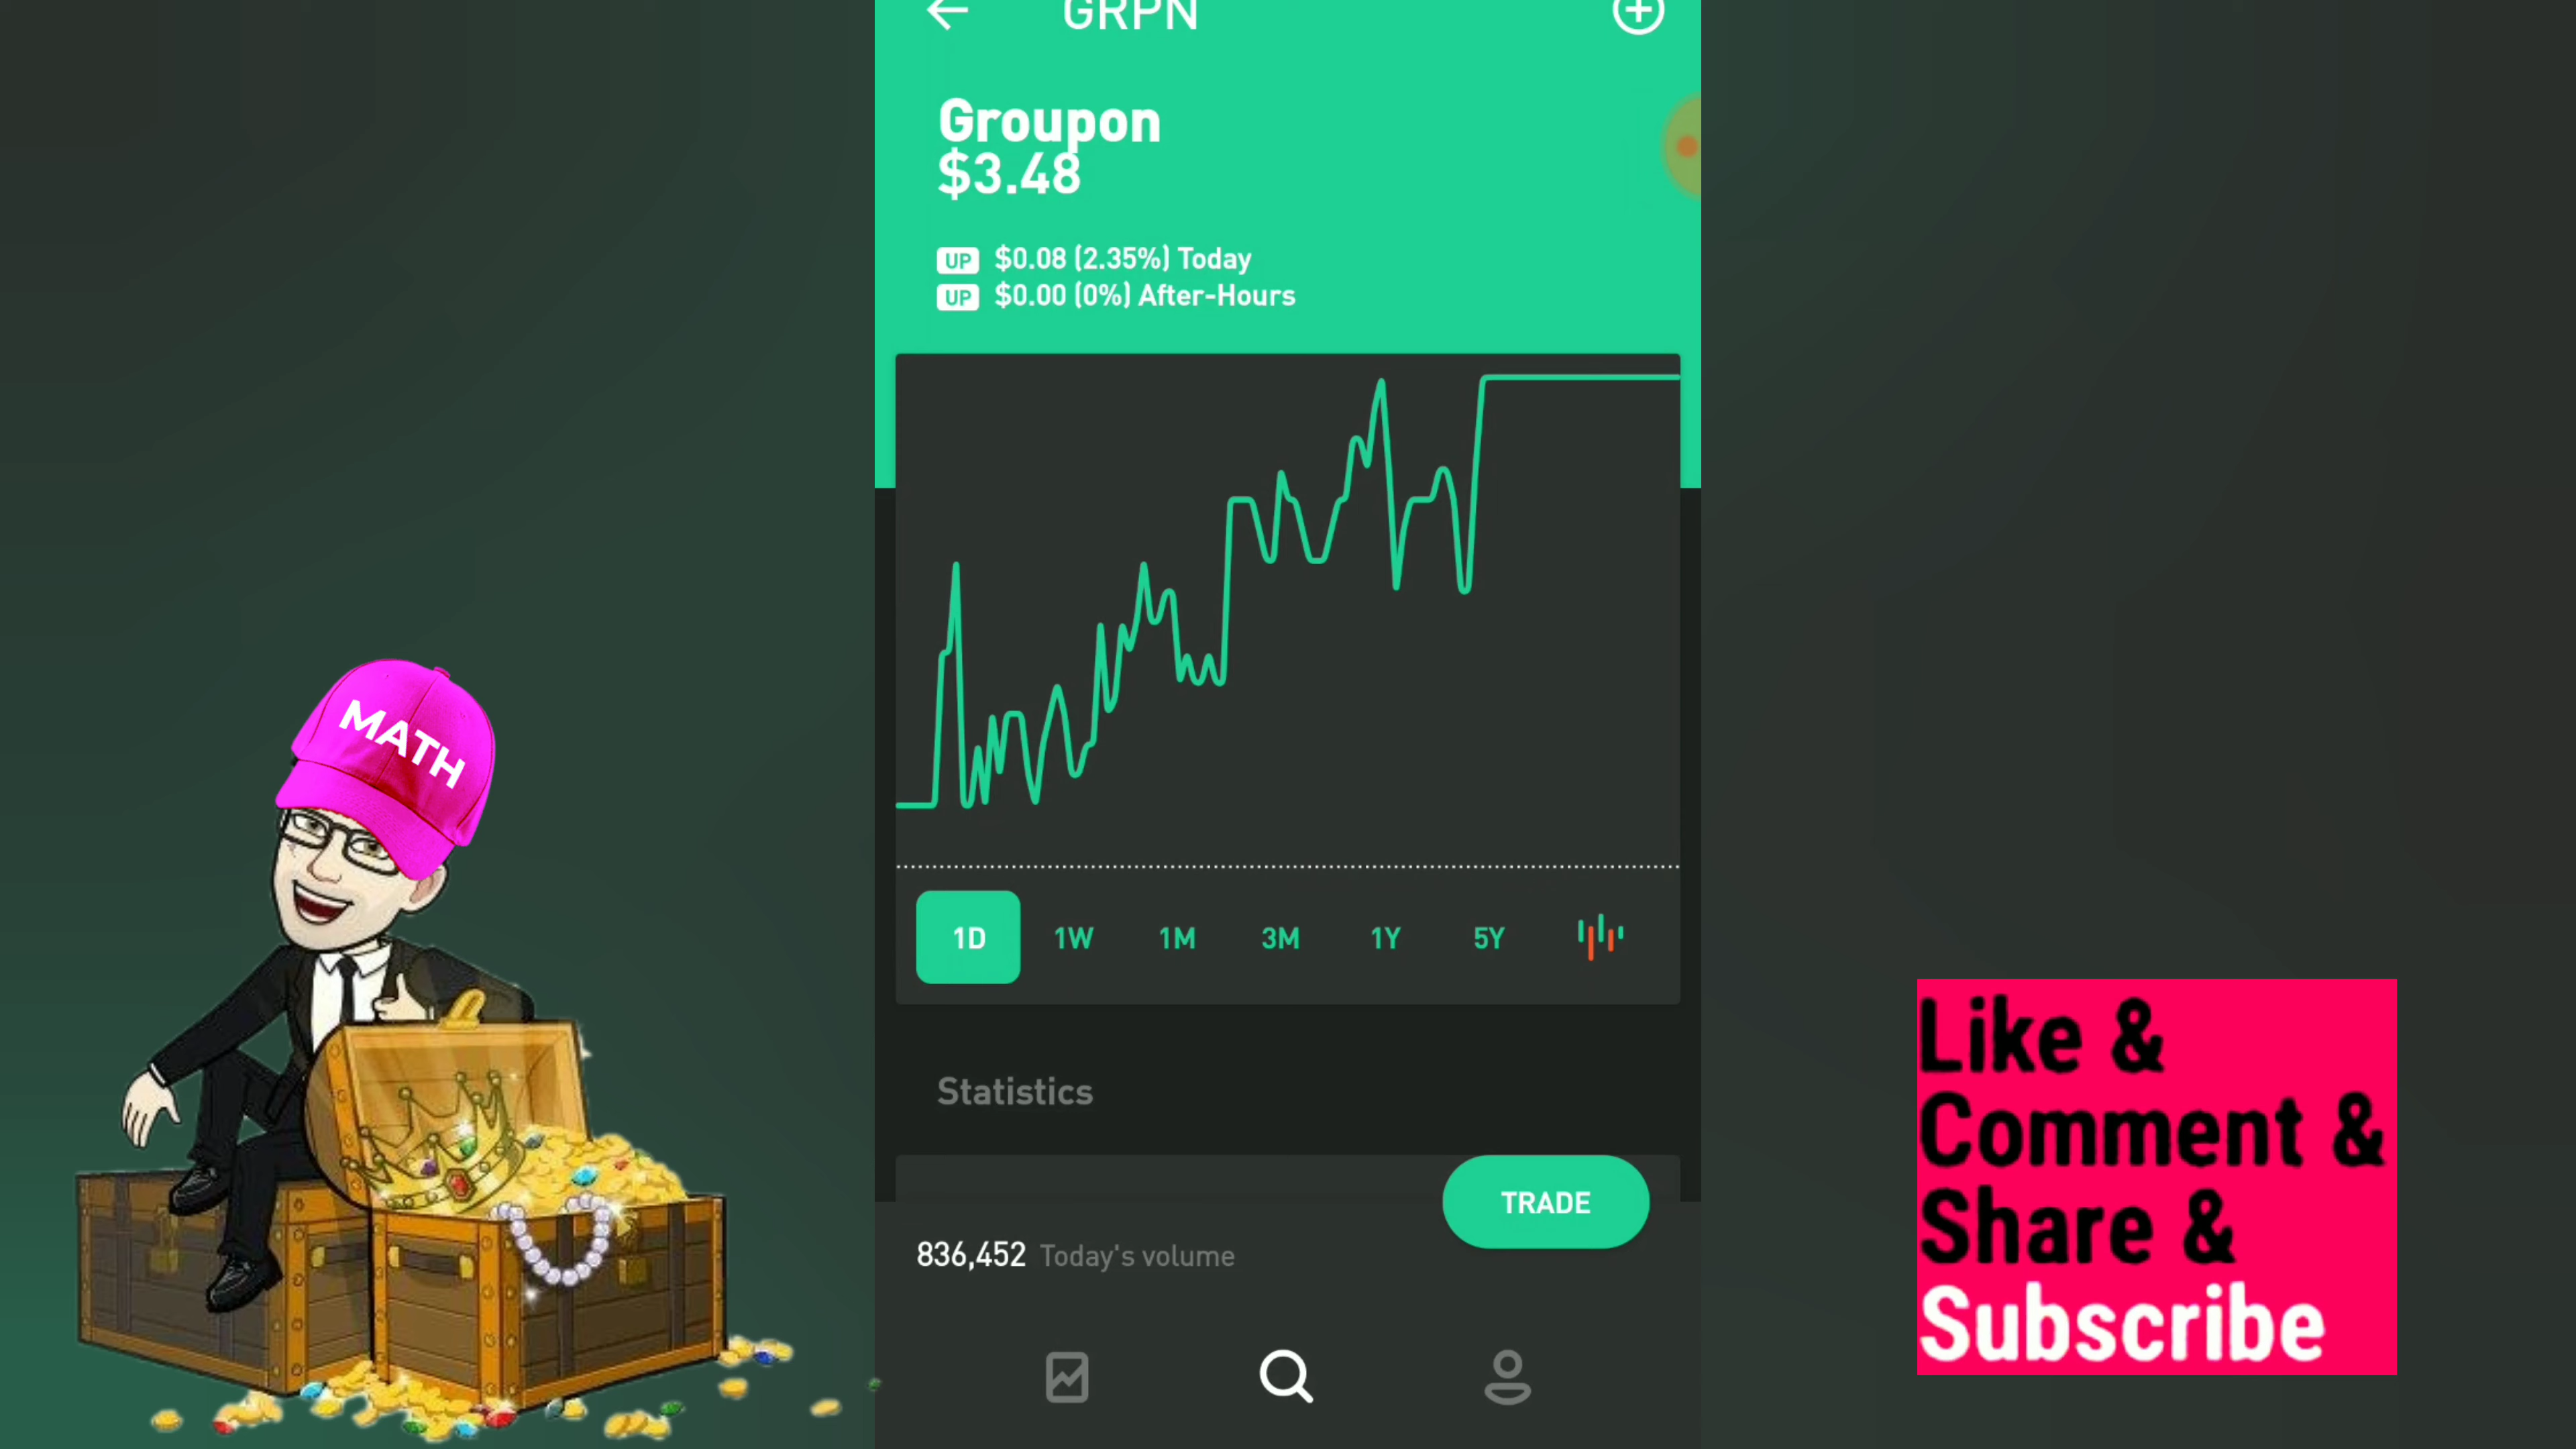 GRPN
Groupon
$3.48
UP $0.08 (2.35%) Today
UP $0.00 (0%) After-Hours
MATH
1D 1W 1M 3M 1Y 5Y
Statistics
TRADE
836,452 Today's volume
Like &
Comment &
Share &
Subscribe